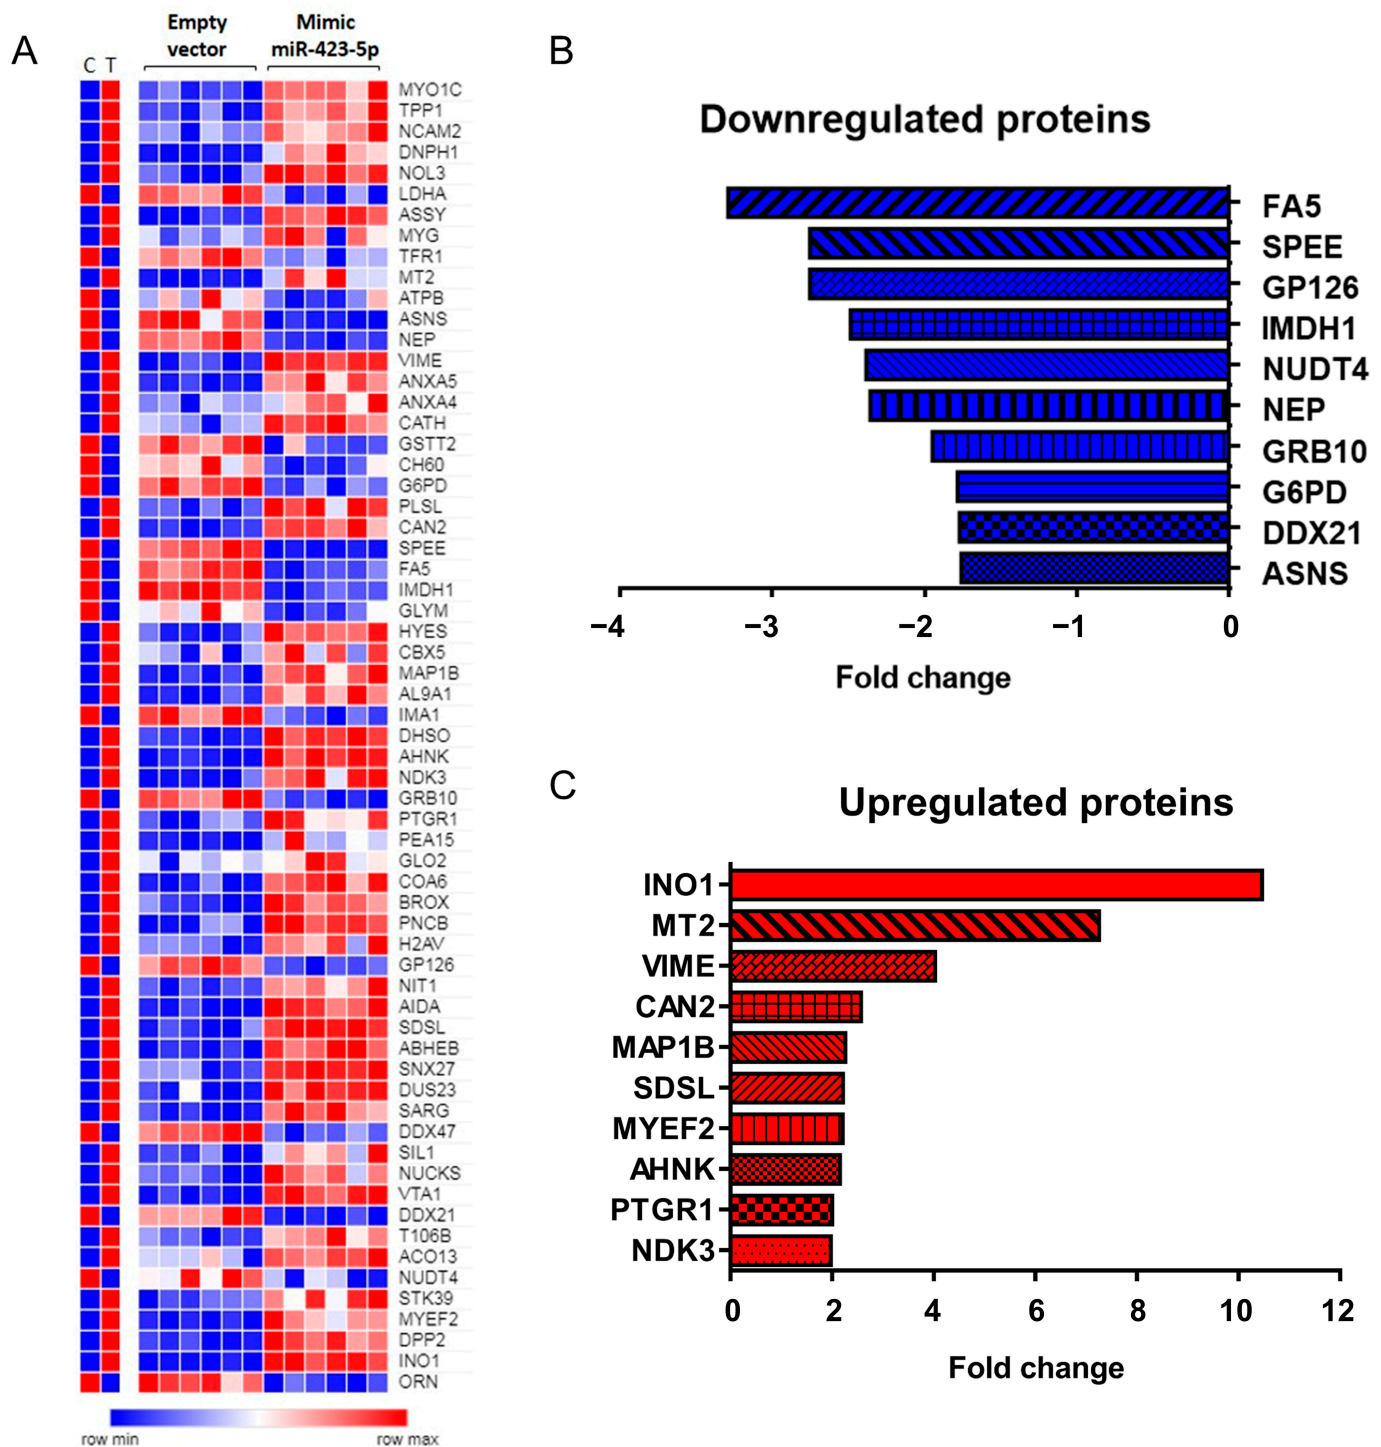 A
Empty
vector
Mimic
miR-423-5p
C T
MYO1C
TPP1
NCAM2
DNPH1
NOL3
LDHA
ASSY
MYG
TFR1
MT2
ATPB
ASNS
NEP
VIME
ANXA5
ANXA4
CATH
GSTT2
CH60
G6PD
PLSL
CAN2
SPEE
FA5
IMDH1
GLYM
HYES
CBX5
MAP1B
AL9A1
IMA1
DHSO
AHNK
NDK3
GRB10
PTGR1
PEA15
GLO2
COA6
BROX
PNCB
H2AV
GP126
NIT1
AIDA
SDSL
ABHEB
SNX27
DUS23
SARG
DDX47
SIL1
NUCKS
VTA1
DDX21
T106B
ACO13
NUDT4
STK39
MYEF2
DPP2
INO1
ORN
row min row max
B
Downregulated proteins
FA5
SPEE
GP126
IMDH1
NUDT4
NEP
GRB10
G6PD
DDX21
ASNS
−4 −3 −2 −1 0
Fold change
C
Upregulated proteins
INO1
MT2
VIME
CAN2
MAP1B
SDSL
MYEF2
AHNK
PTGR1
NDK3
0 2 4 6 8 10 12
Fold change